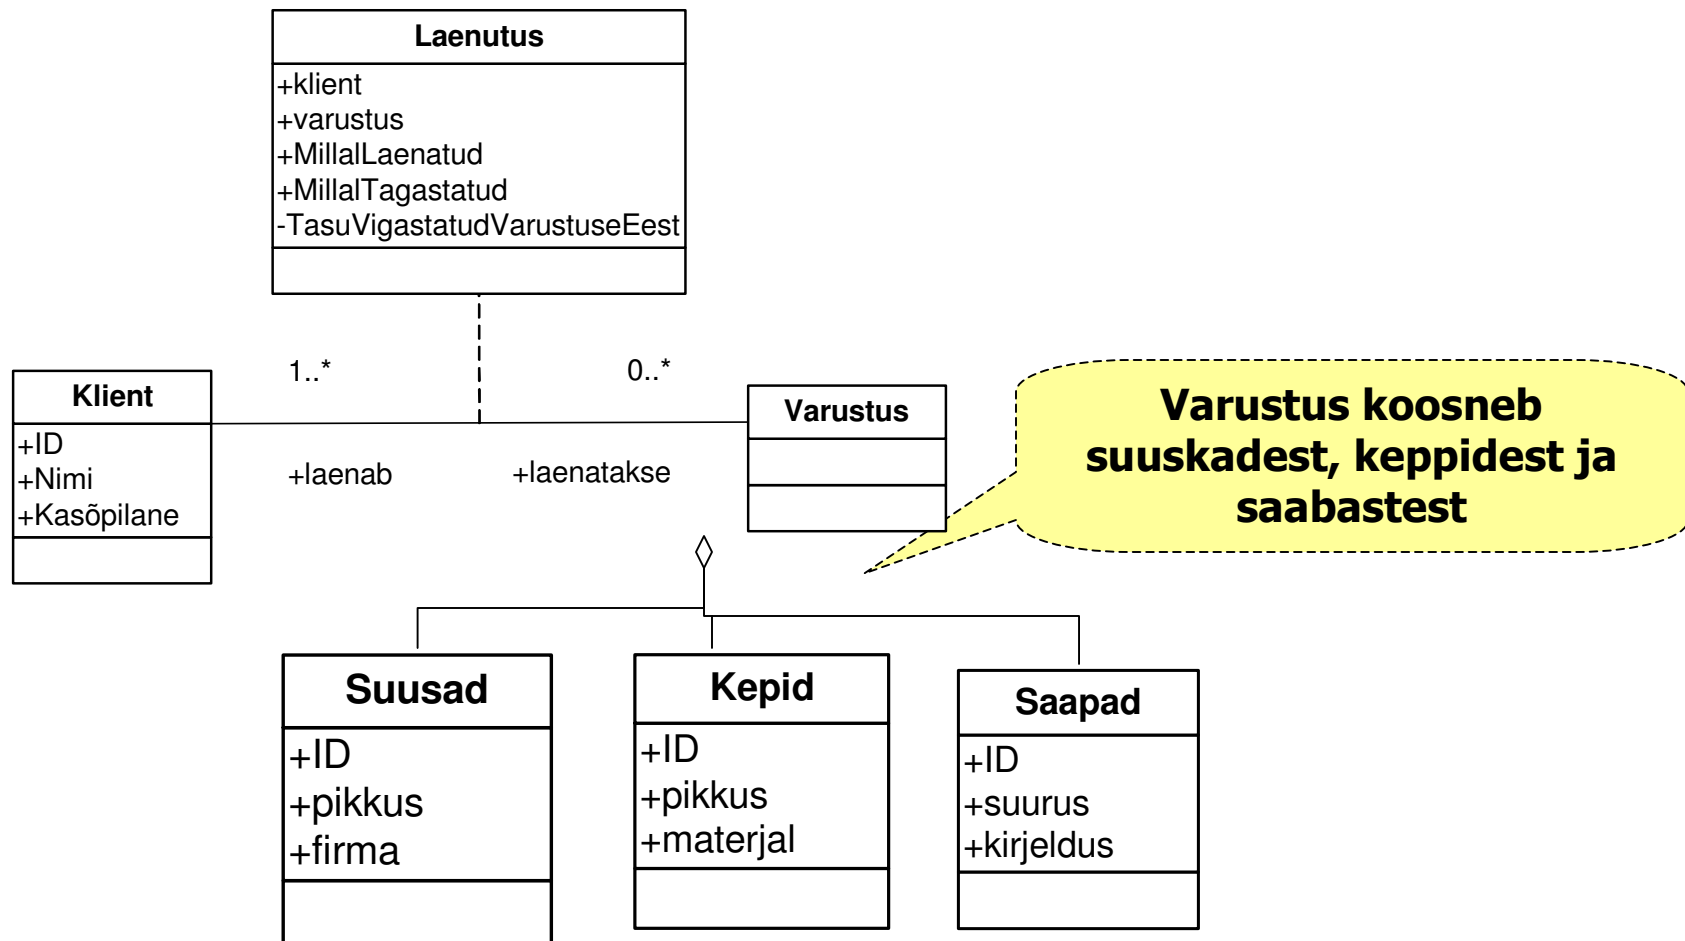 Laenutus
+klient
+varustus
+MillalLaenatud
+MillalTagastatud
-TasuVigastatudVarustuseEest
1..*
0..*
Klient
+ID
+Nimi
+Kasõpilane
+laenab
+laenatakse
Varustus
Varustus koosneb
suuskadest, keppidest ja
saabastest
Suusad
+ID
+pikkus
+firma
Kepid
+ID
+pikkus
+materjal
Saapad
+ID
+suurus
+kirjeldus